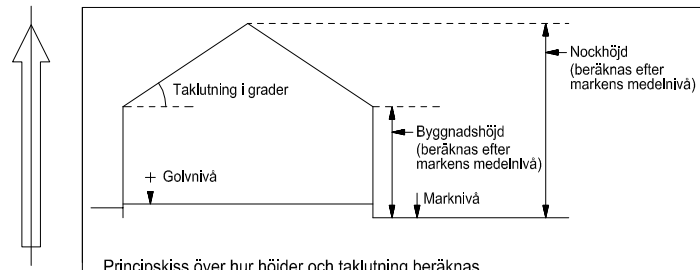 Nockhöjd
(beräknas efter
markens medelnivå)
Taklutning i grader
Byggnadshöjd
(beräknas efter
markens medelnivå)
+ Golvnivå
Marknivå
Principskiss över hur höjder och taklutning beräknas